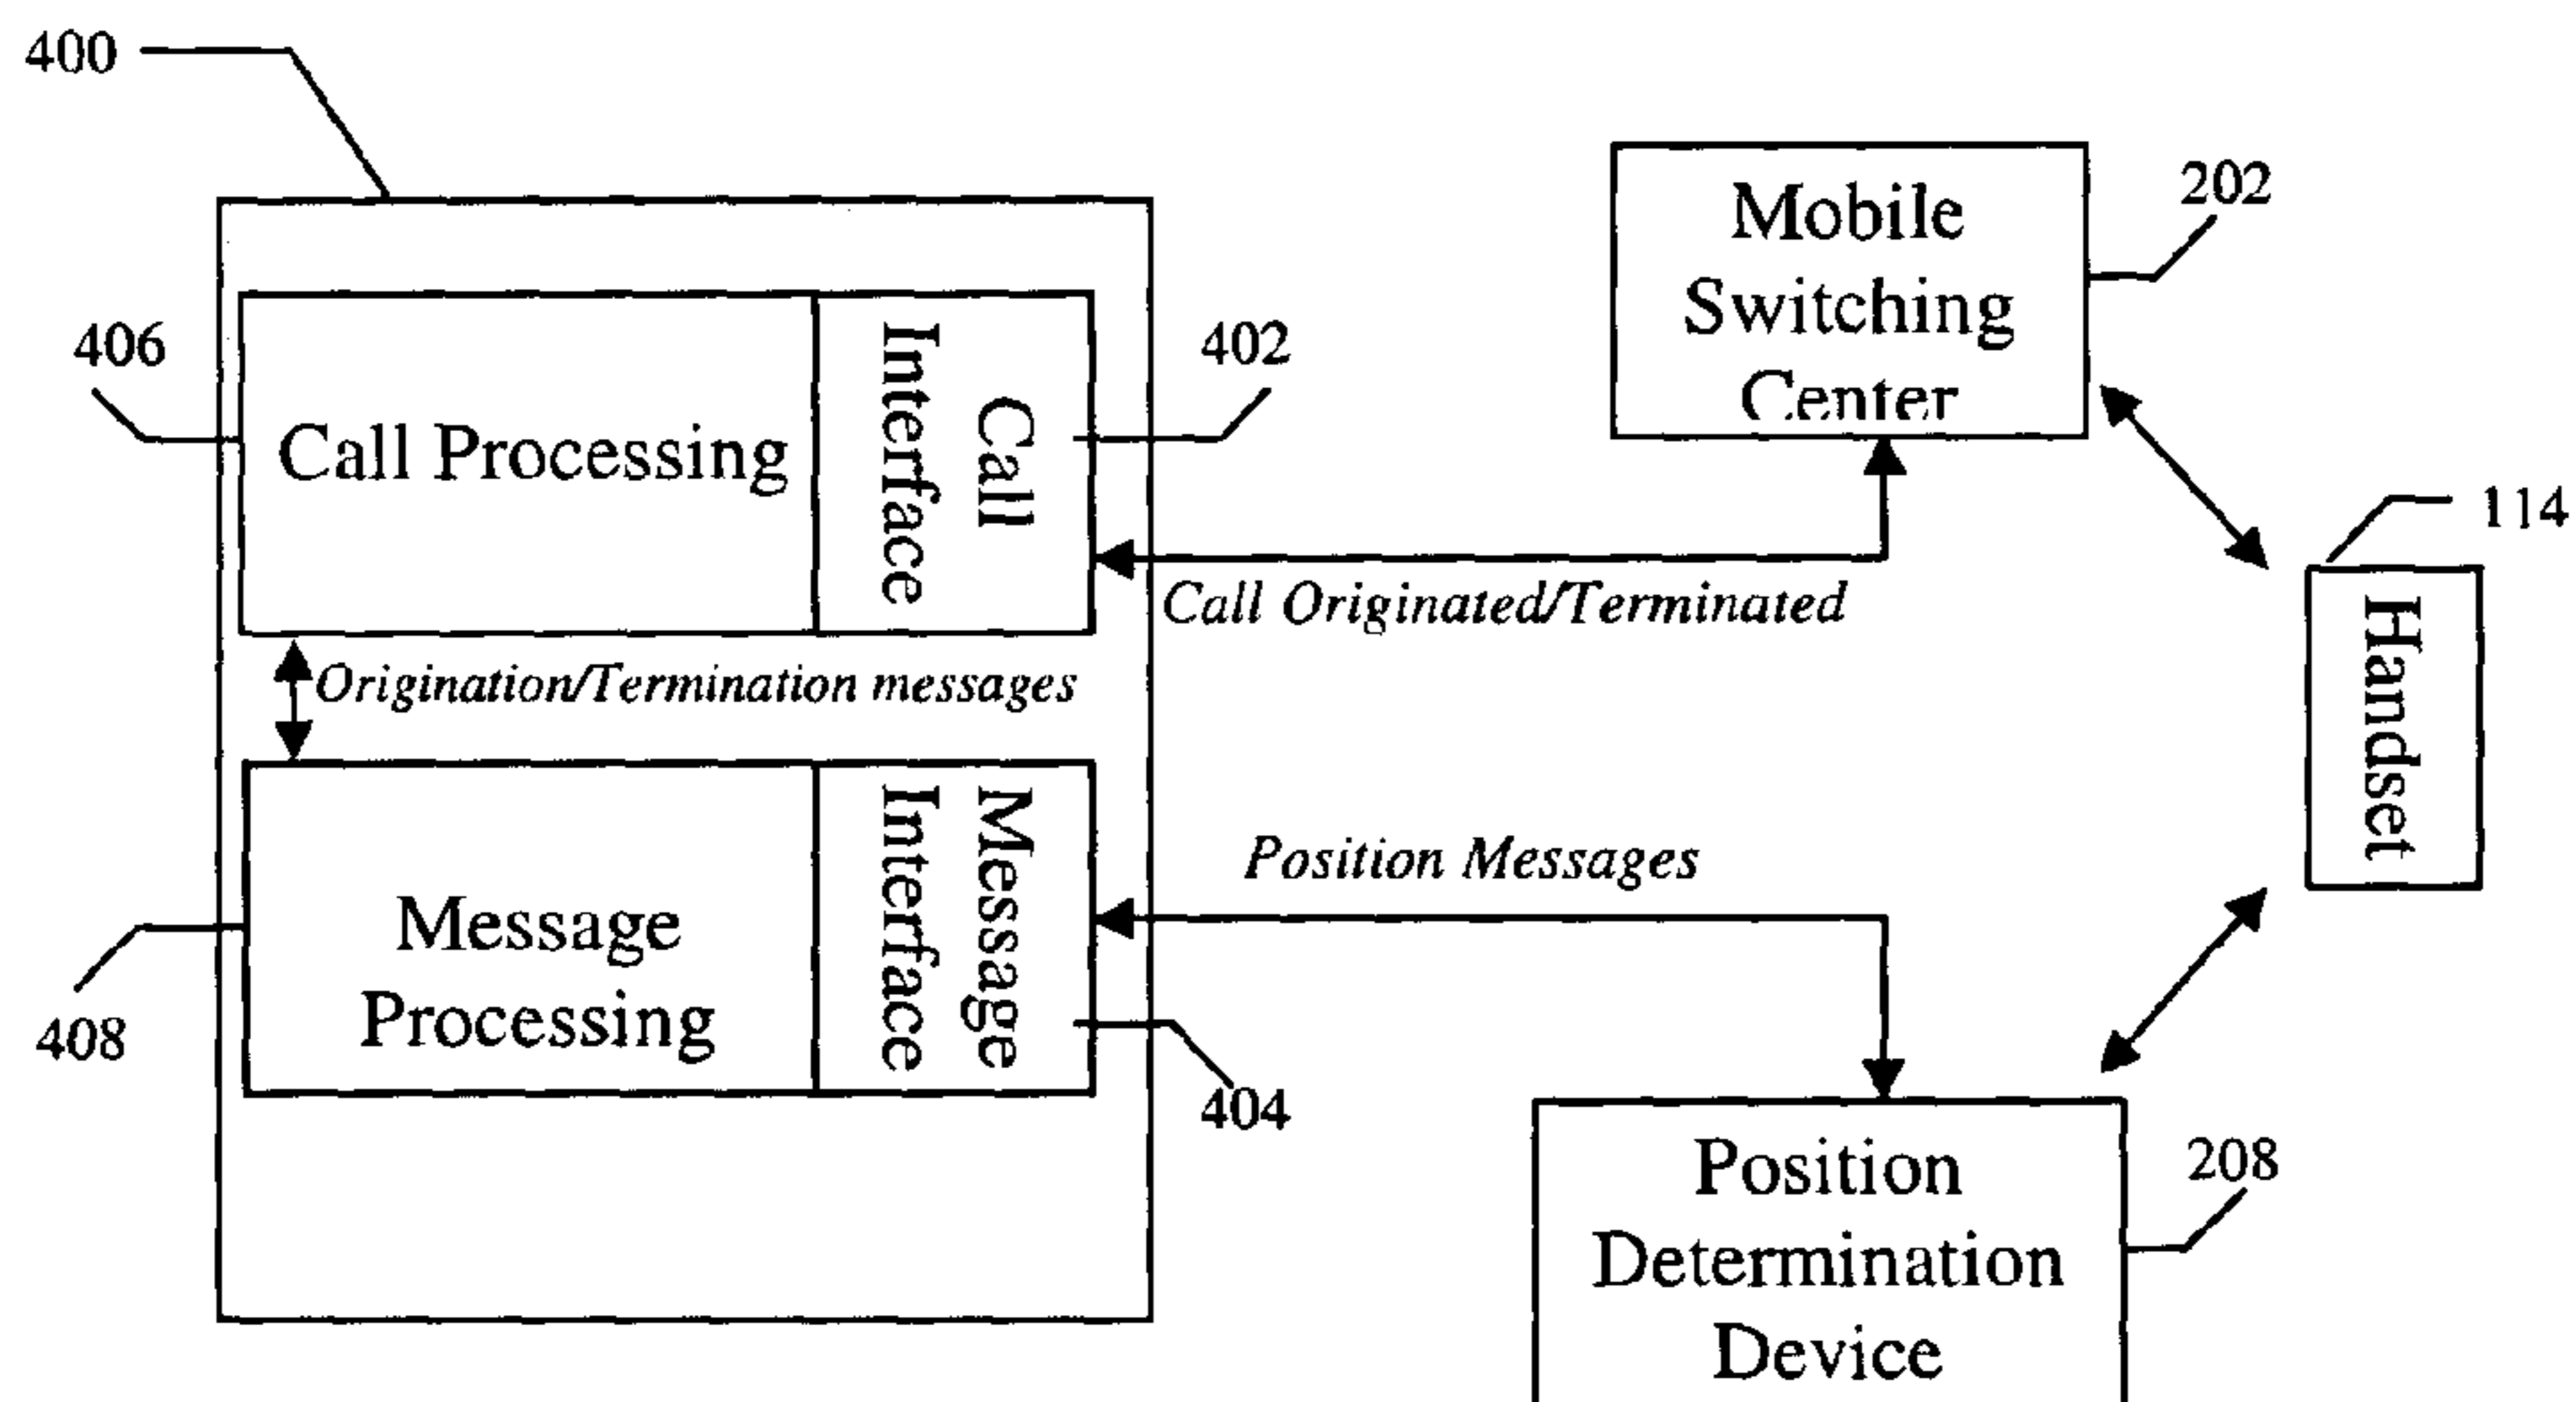 400
Mobile
Switching
Center
202
406
Call Processing
Call
Interface
402
114
Handset
Call Originated/Terminated
Origination/Termination messages
Message
Processing
Message
Interface
Position Messages
408
404
Position
Determination
Device
208